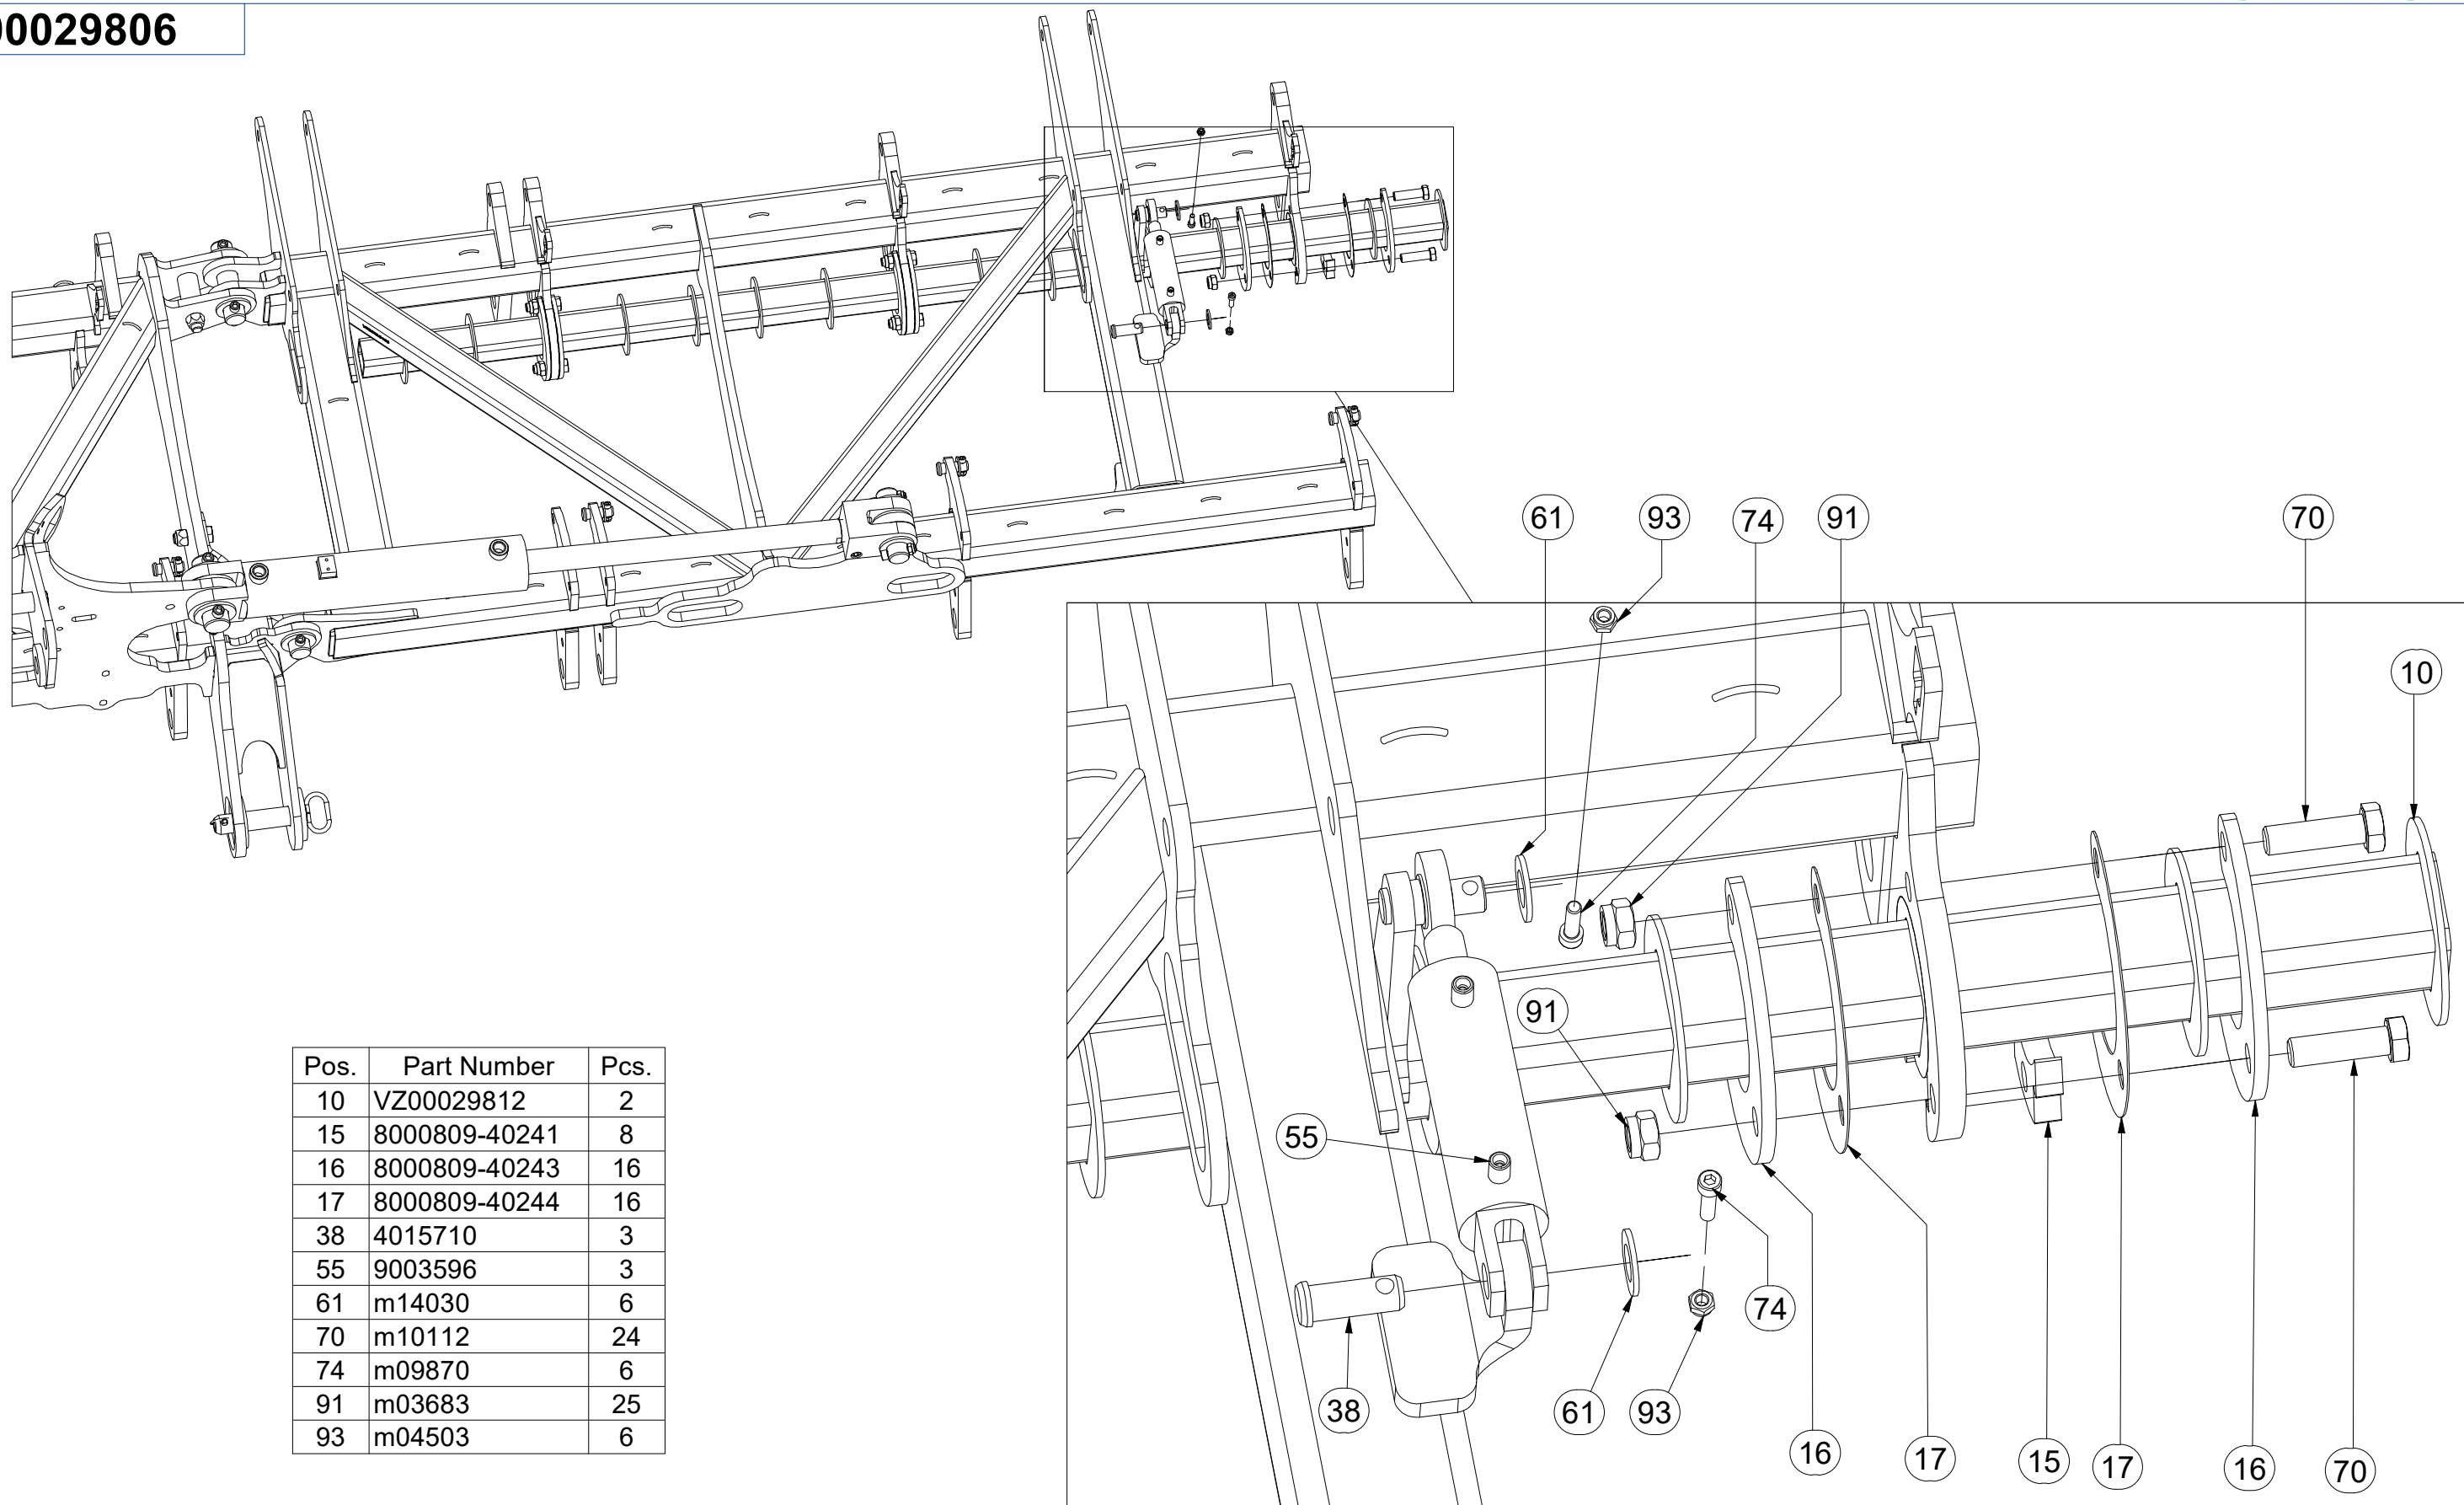 00029806
61 93 74 91 70
10
91
55
74
38 61 93 16 17 15 17 16 70
Pos. Part Number Pcs.
10 VZ00029812 2
15 8000809-40241 8
16 8000809-40243 16
17 8000809-40244 16
38 4015710 3
55 9003596 3
61 m14030 6
70 m10112 24
74 m09870 6
91 m03683 25
93 m04503 6